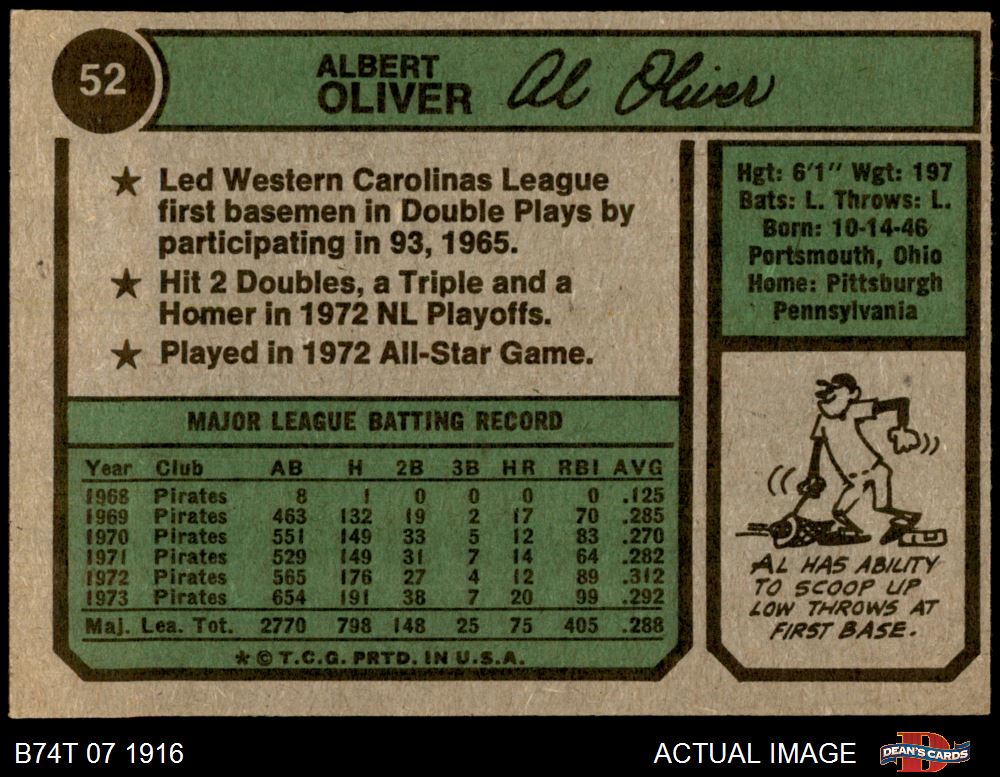 52
ALBERT
OLIVER
Al Oliver
★ Led Western Carolinas League
first basemen in Double Plays by
participating in 93, 1965.
★ Hit 2 Doubles, a Triple and a
Homer in 1972 NL Playoffs.
★ Played in 1972 All-Star Game.
Hgt: 6'1" Wgt: 197
Bats: L. Throws: L.
Born: 10-14-46
Portsmouth, Ohio
Home: Pittsburgh
Pennsylvania
MAJOR LEAGUE BATTING RECORD
Year Club AB H 2B 3B HR RBI AVG
1968 Pirates 8 1 0 0 0 0 .125
1969 Pirates 463 132 19 2 17 70 .285
1970 Pirates 551 149 33 5 12 83 .270
1971 Pirates 529 149 31 7 14 64 .282
1972 Pirates 565 176 27 4 12 89 .312
1973 Pirates 654 191 38 7 20 99 .292
Maj. Lea. Tot. 2770 798 148 25 75 405 .288
* © T.C.G. PRTD. IN U.S.A.
AL HAS ABILITY
TO SCOOP UP
LOW THROWS AT
FIRST BASE.
B74T 07 1916
ACTUAL IMAGE
DEAN'S CARDS